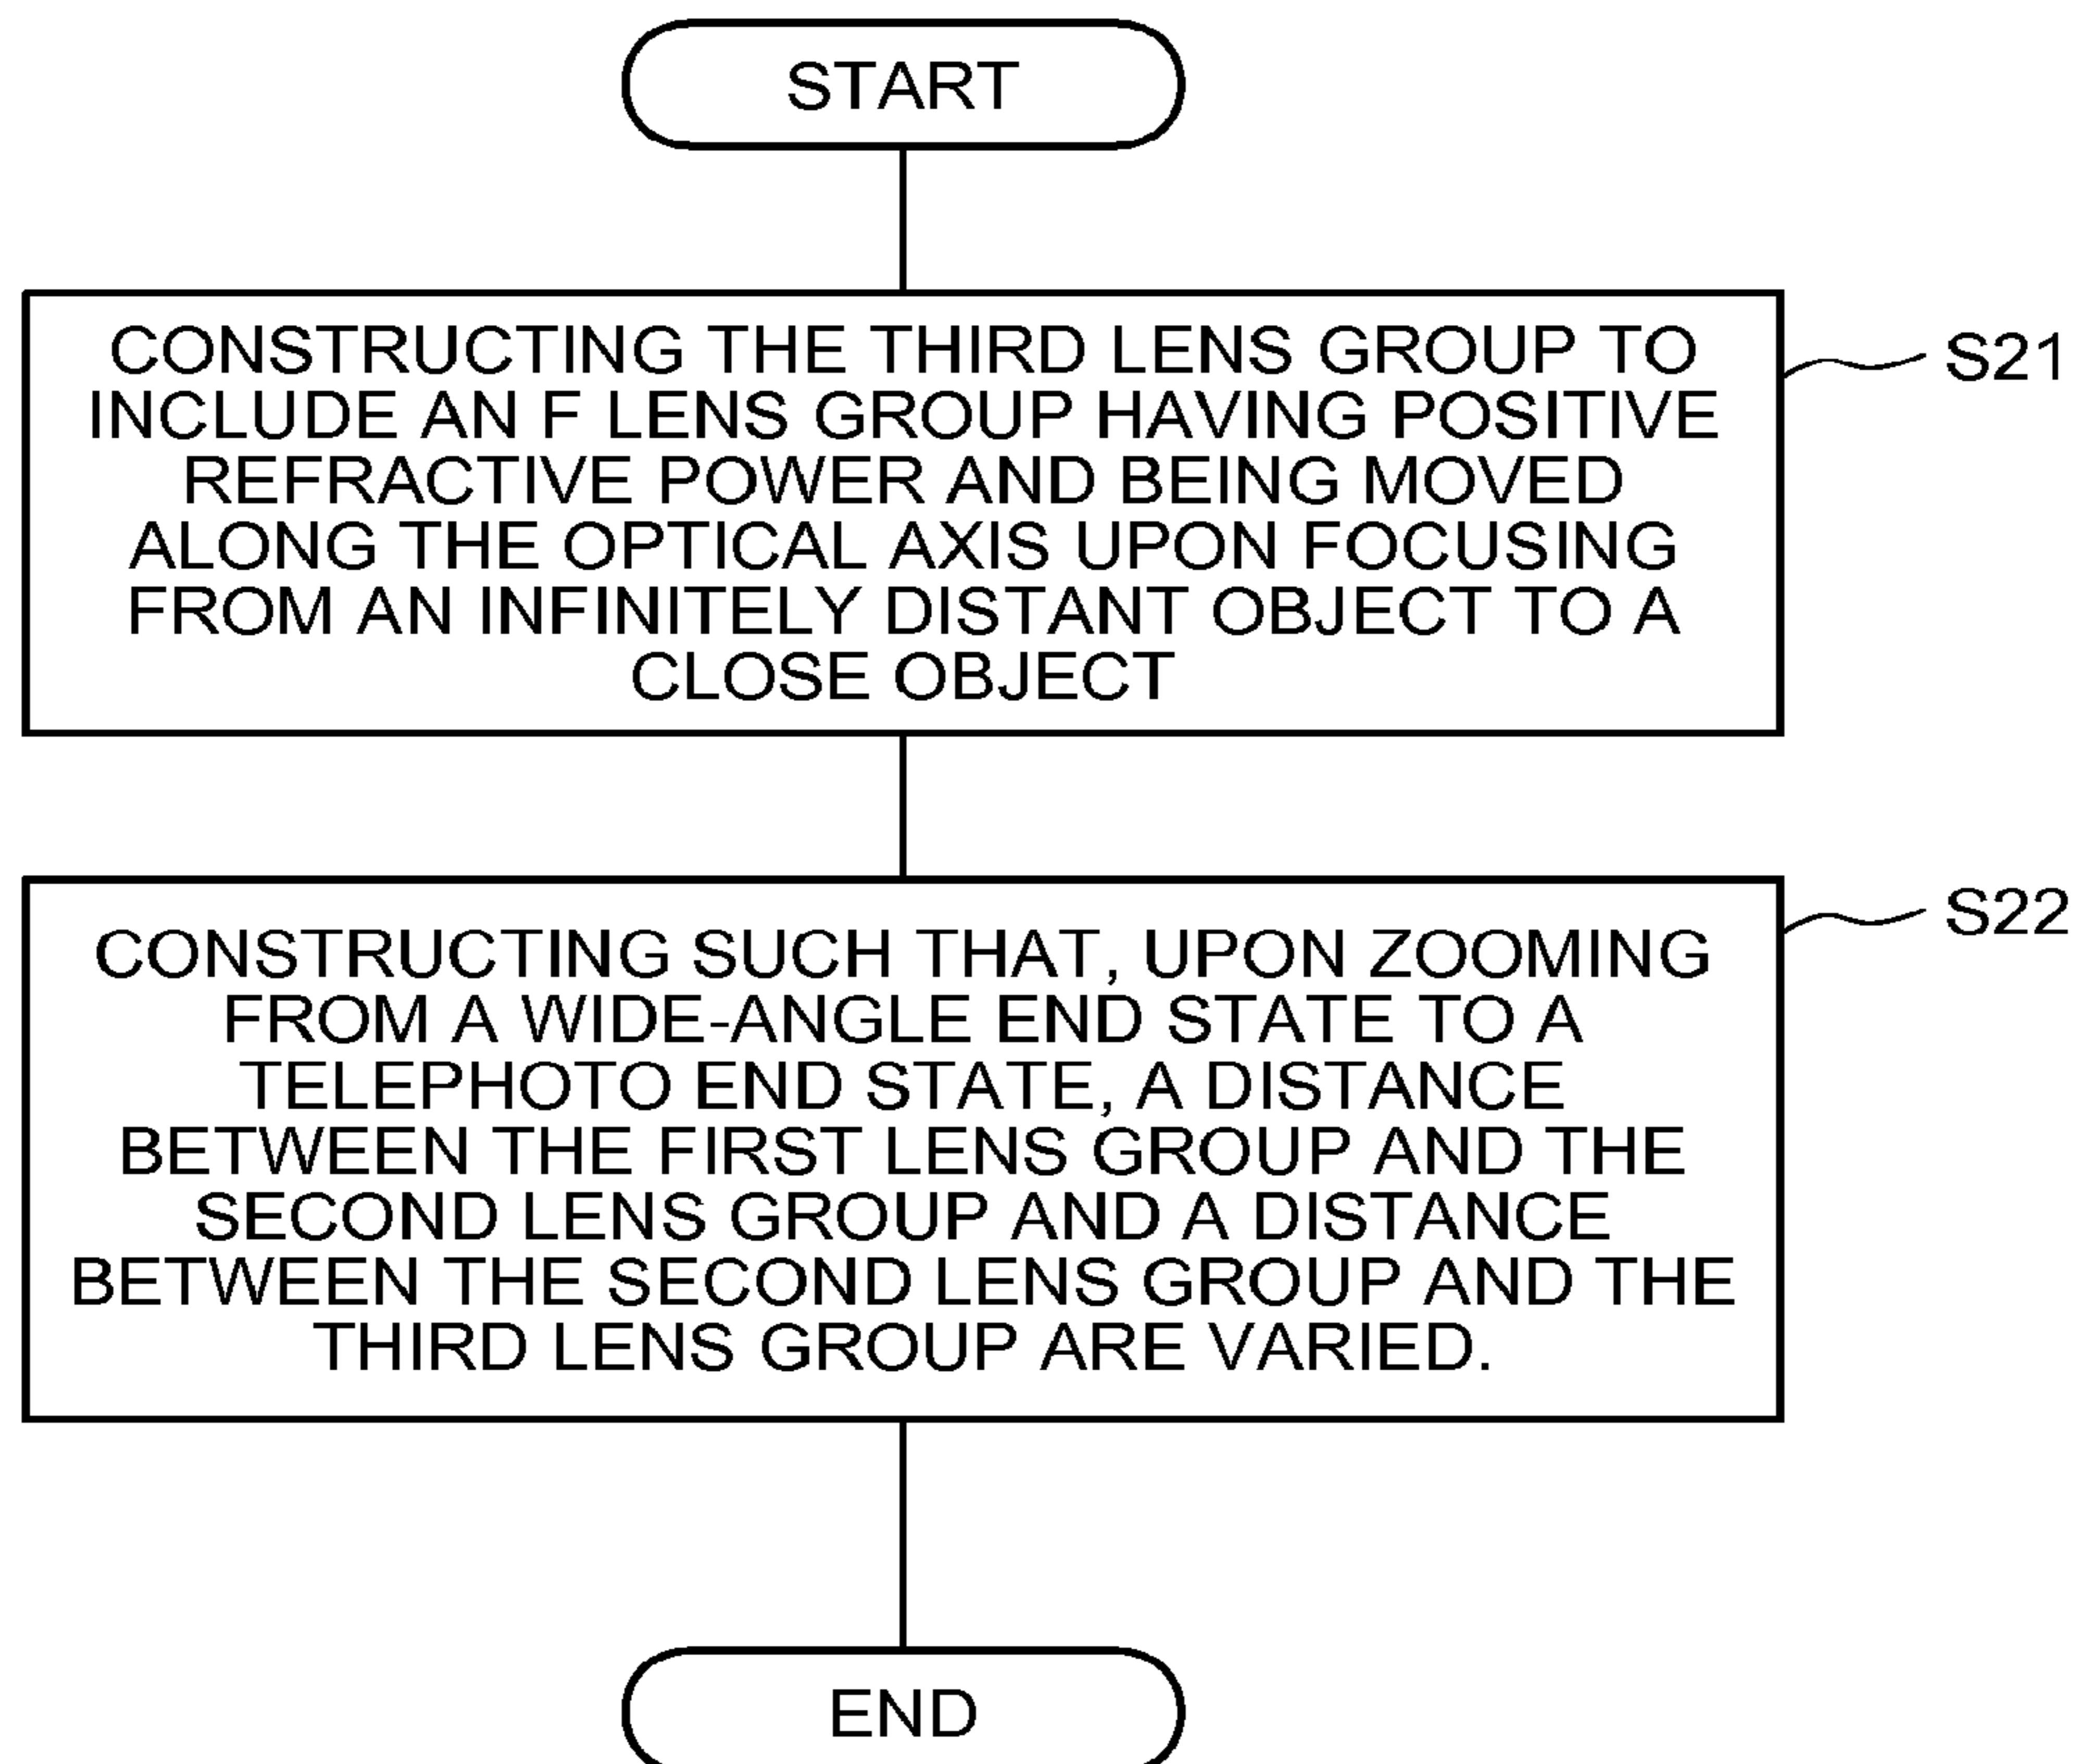 START
CONSTRUCTING THE THIRD LENS GROUP TO
INCLUDE AN F LENS GROUP HAVING POSITIVE
REFRACTIVE POWER AND BEING MOVED
ALONG THE OPTICAL AXIS UPON FOCUSING
FROM AN INFINITELY DISTANT OBJECT TO A
CLOSE OBJECT
S21
CONSTRUCTING SUCH THAT, UPON ZOOMING
FROM A WIDE-ANGLE END STATE TO A
TELEPHOTO END STATE, A DISTANCE
BETWEEN THE FIRST LENS GROUP AND THE
SECOND LENS GROUP AND A DISTANCE
BETWEEN THE SECOND LENS GROUP AND THE
THIRD LENS GROUP ARE VARIED.
S22
END